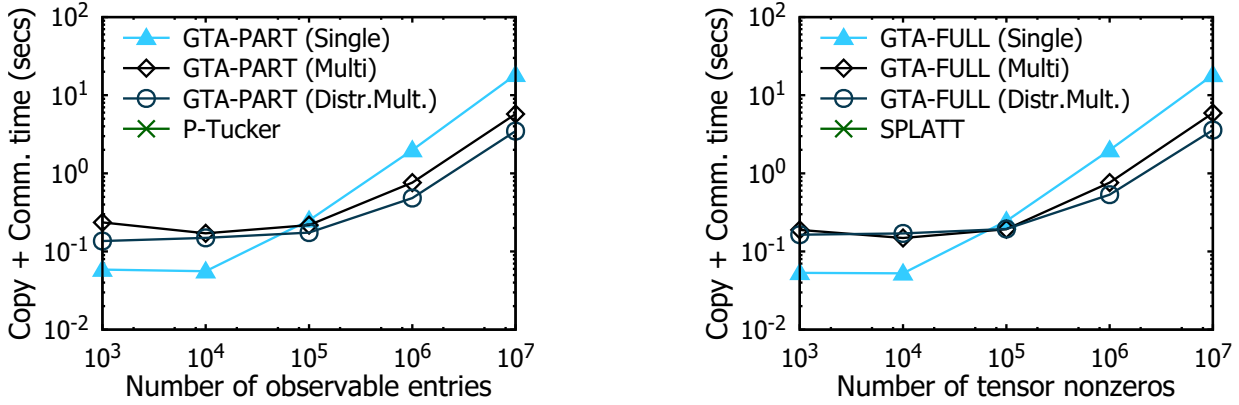 Copy + Comm. time (secs)
10^2
10^1
10^0
10^-1
10^-2
GTA-PART (Single)
GTA-PART (Multi)
GTA-PART (Distr.Mult.)
P-Tucker
10^3 10^4 10^5 10^6 10^7
Number of observable entries
Copy + Comm. time (secs)
10^2
10^1
10^0
10^-1
10^-2
GTA-FULL (Single)
GTA-FULL (Multi)
GTA-FULL (Distr.Mult.)
SPLATT
10^3 10^4 10^5 10^6 10^7
Number of tensor nonzeros